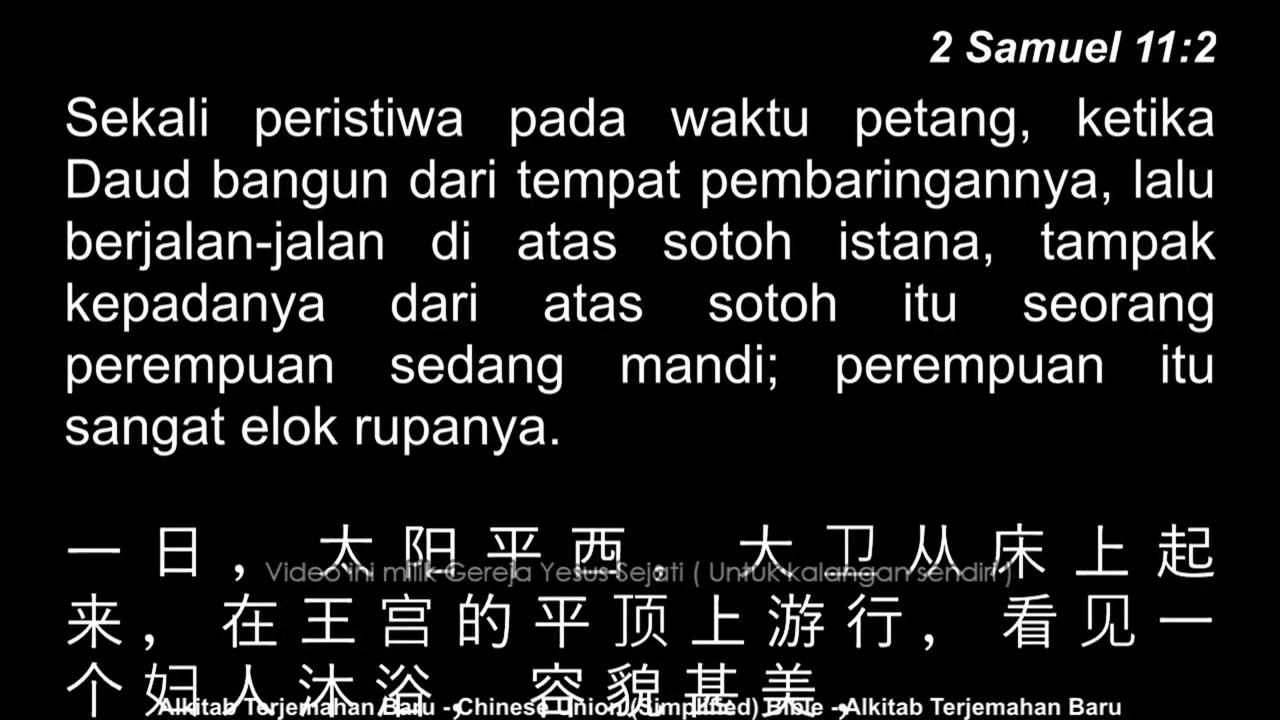 2 Samuel 11:2
Sekali peristiwa pada waktu petang, ketika
Daud bangun dari tempat pembaringannya, lalu
berjalan-jalan di atas sotoh istana, tampak
kepadanya dari atas sotoh itu seorang
perempuan sedang mandi; perempuan itu
sangat elok rupanya.
一日，太阳平西，大卫从床上起
Video ini milik Gereja Yesus Sejati ( Untuk kalangan sendiri )
来，在王宫的平顶上游行，看见一
个妇人沐浴，容貌甚美，
Alkitab Terjemahan Baru - Chinese Union (Simplified) Bible - Alkitab Terjemahan Baru